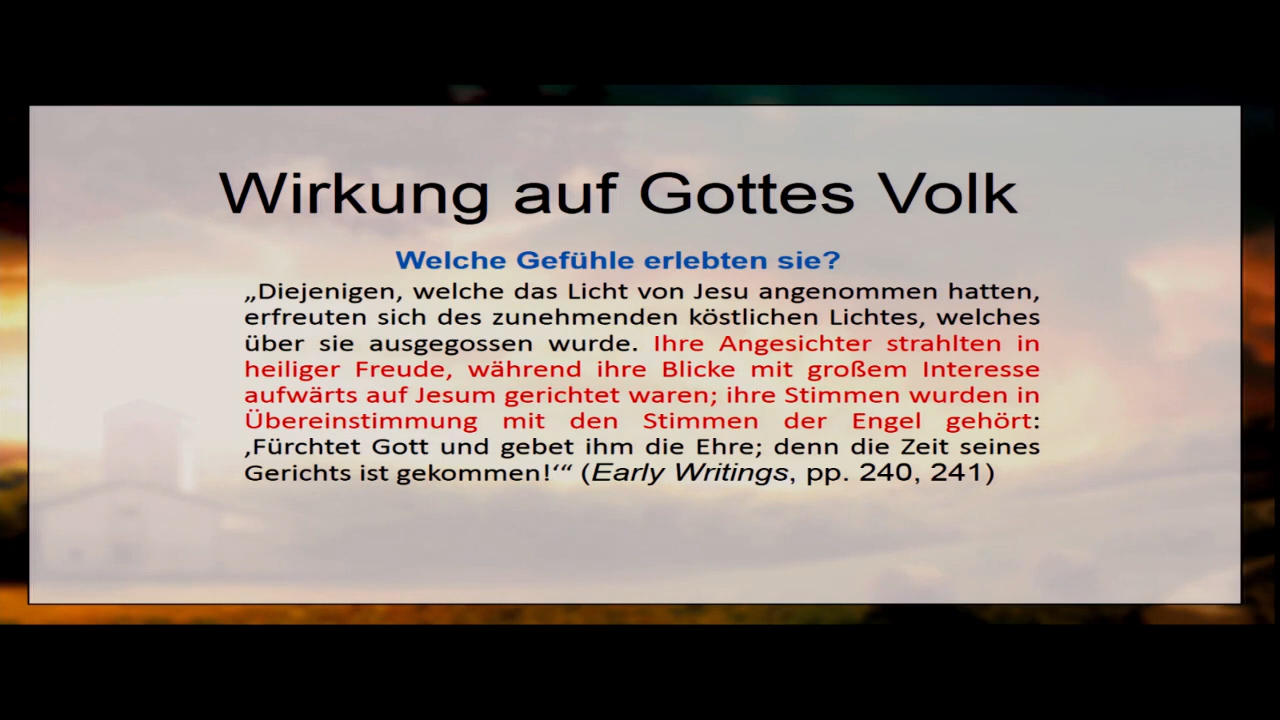 Wirkung auf Gottes Volk
Welche Gefühle erlebten sie?
„Diejenigen, welche das Licht von Jesu angenommen hatten,
erfreuten sich des zunehmenden köstlichen Lichtes, welches
über sie ausgegossen wurde. Ihre Angesichter strahlten in
heiliger Freude, während ihre Blicke mit großem Interesse
aufwärts auf Jesum gerichtet waren; ihre Stimmen wurden in
Übereinstimmung mit den Stimmen der Engel gehört:
‚Fürchtet Gott und gebet ihm die Ehre; denn die Zeit seines
Gerichts ist gekommen!‘“ (Early Writings, pp. 240, 241)